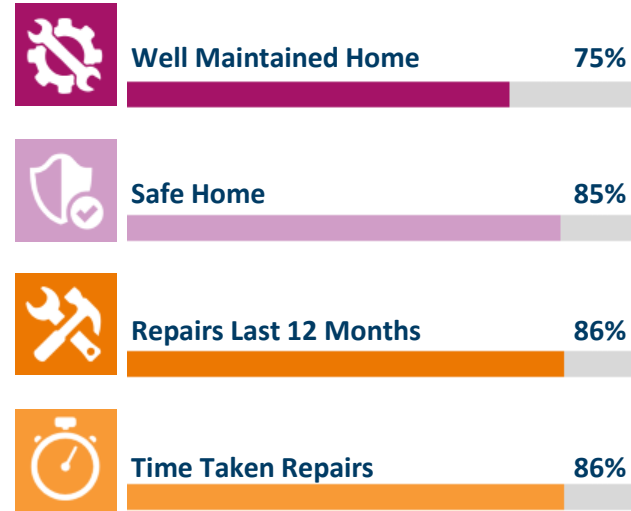 Well Maintained Home 75%
Safe Home 85%
Repairs Last 12 Months 86%
Time Taken Repairs 86%